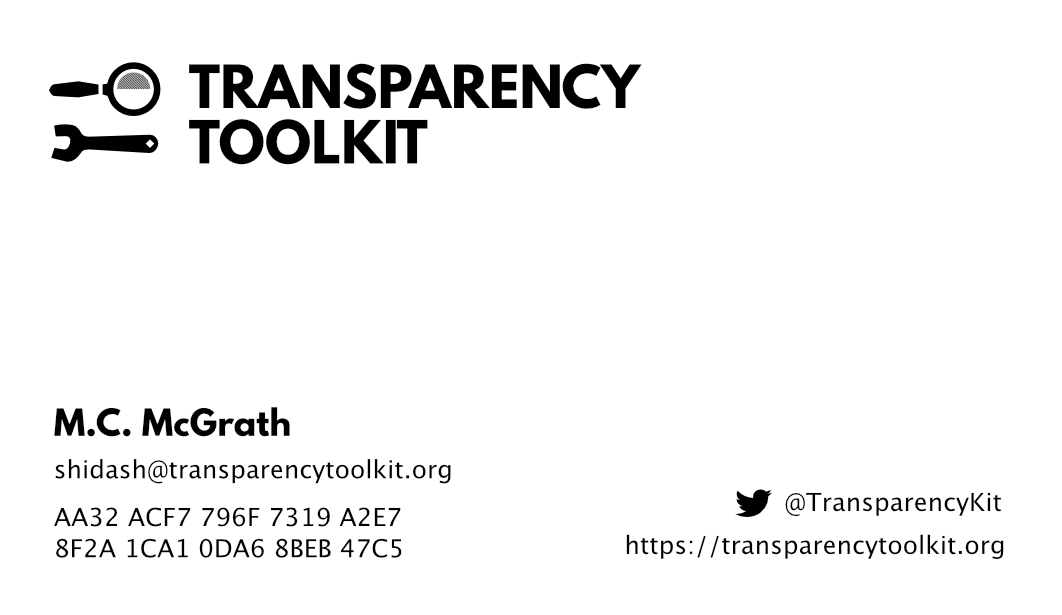 TRANSPARENCY
TOOLKIT
M.C. McGrath
shidash@transparencytoolkit.org
AA32 ACF7 796F 7319 A2E7
8F2A 1CA1 0DA6 8BEB 47C5
@TransparencyKit
https://transparencytoolkit.org